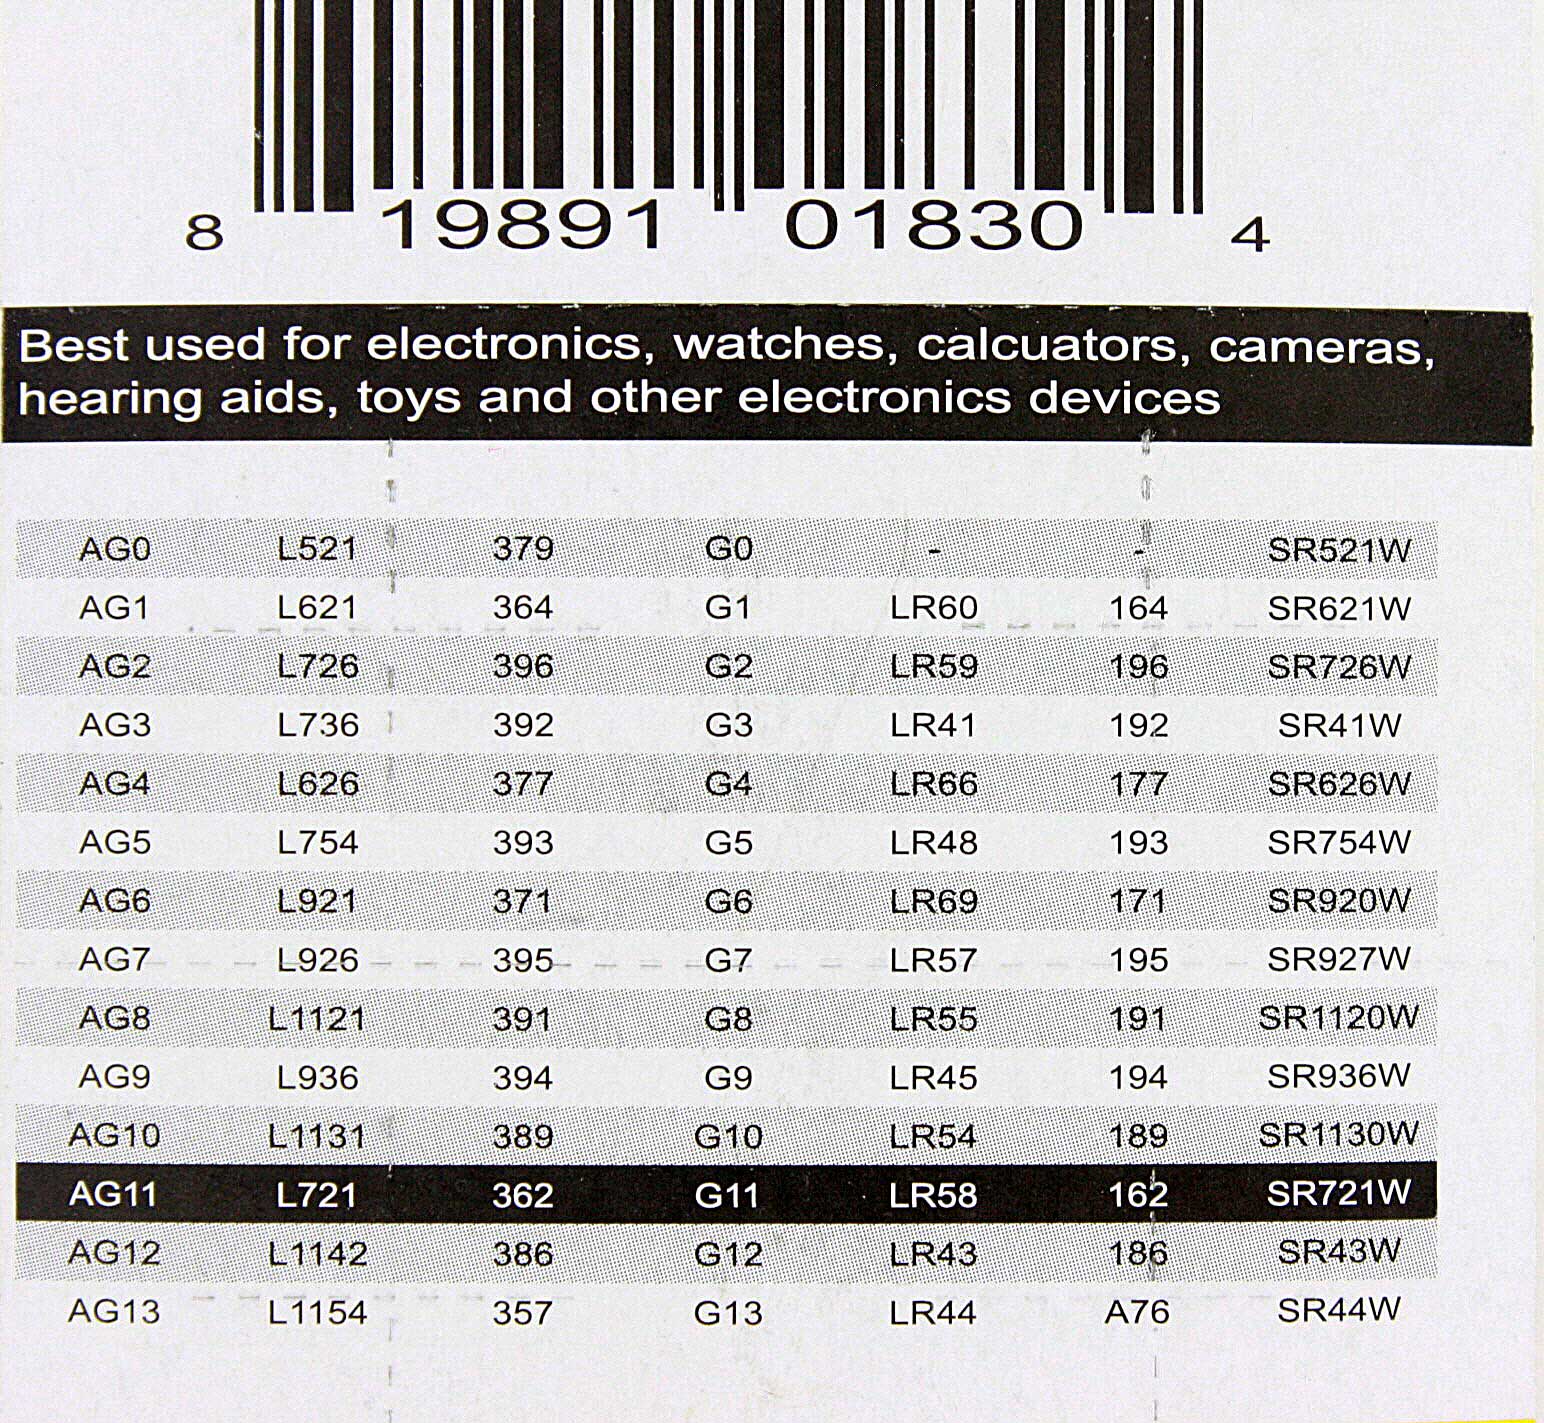 8 19891 01830 4
Best used for electronics, watches, calcuators, cameras,
hearing aids, toys and other electronics devices
AG0 L521 379 G0 - - SR521W
AG1 L621 364 G1 LR60 164 SR621W
AG2 L726 396 G2 LR59 196 SR726W
AG3 L736 392 G3 LR41 192 SR41W
AG4 L626 377 G4 LR66 177 SR626W
AG5 L754 393 G5 LR48 193 SR754W
AG6 L921 371 G6 LR69 171 SR920W
AG7 L926 395 G7 LR57 195 SR927W
AG8 L1121 391 G8 LR55 191 SR1120W
AG9 L936 394 G9 LR45 194 SR936W
AG10 L1131 389 G10 LR54 189 SR1130W
AG11 L721 362 G11 LR58 162 SR721W
AG12 L1142 386 G12 LR43 186 SR43W
AG13 L1154 357 G13 LR44 A76 SR44W